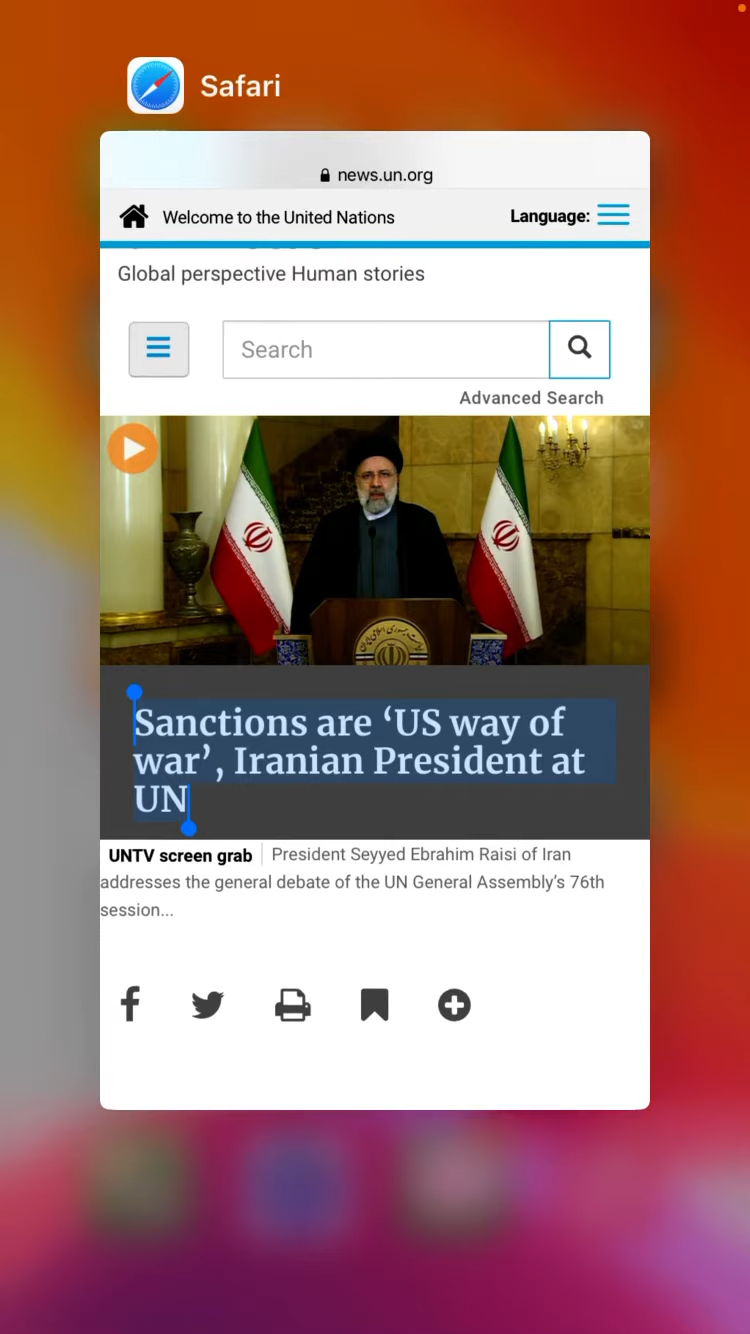 Safari
news.un.org
Welcome to the United Nations
Language:
Global perspective Human stories
Search
Advanced Search
Sanctions are ‘US way of
war’, Iranian President at
UN
UNTV screen grab President Seyyed Ebrahim Raisi of Iran
addresses the general debate of the UN General Assembly’s 76th
session...